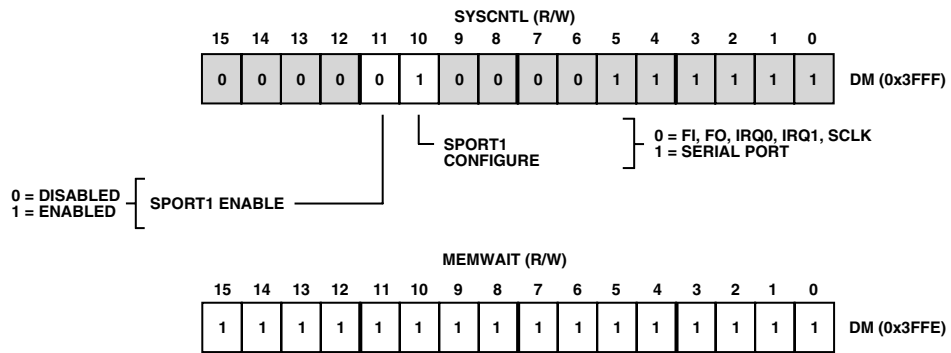 SYSCNTL (R/W)
15 14 13 12 11 10 9 8 7 6 5 4 3 2 1 0
0 0 0 0 0 1 0 0 0 0 1 1 1 1 1 1 DM (0x3FFF)
SPORT1
CONFIGURE
0 = FI, FO, IRQ0, IRQ1, SCLK
1 = SERIAL PORT
0 = DISABLED
1 = ENABLED
SPORT1 ENABLE
MEMWAIT (R/W)
15 14 13 12 11 10 9 8 7 6 5 4 3 2 1 0
1 1 1 1 1 1 1 1 1 1 1 1 1 1 1 1 DM (0x3FFE)